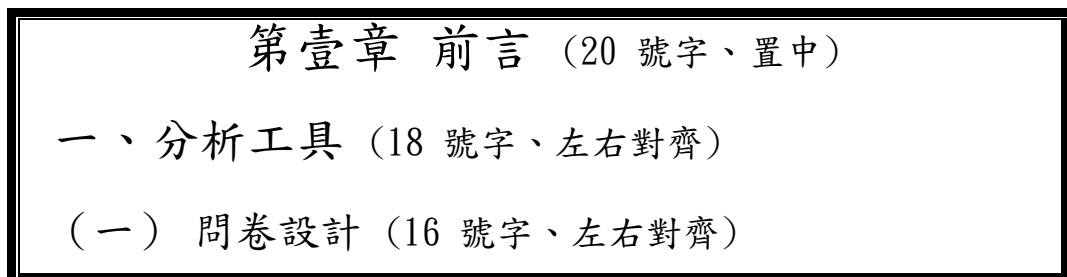 第壹章 前言 (20 號字、置中)
一、分析工具 (18 號字、左右對齊)
(一) 問卷設計 (16 號字、左右對齊)